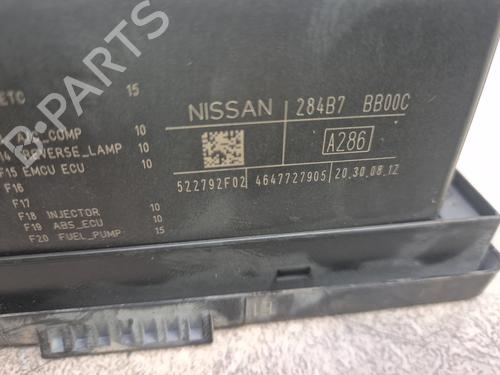 ETC 15
A/C_COMP 10
REVERSE_LAMP 10
F15 EMCU ECU 10
F16
F17
F18 INJECTOR 10
F19 ABS_ECU 10
F20 FUEL_PUMP 15
NISSAN 284B7 BB00C
A286
522792F02 4647727905 20.30.08.12
B-PARTS